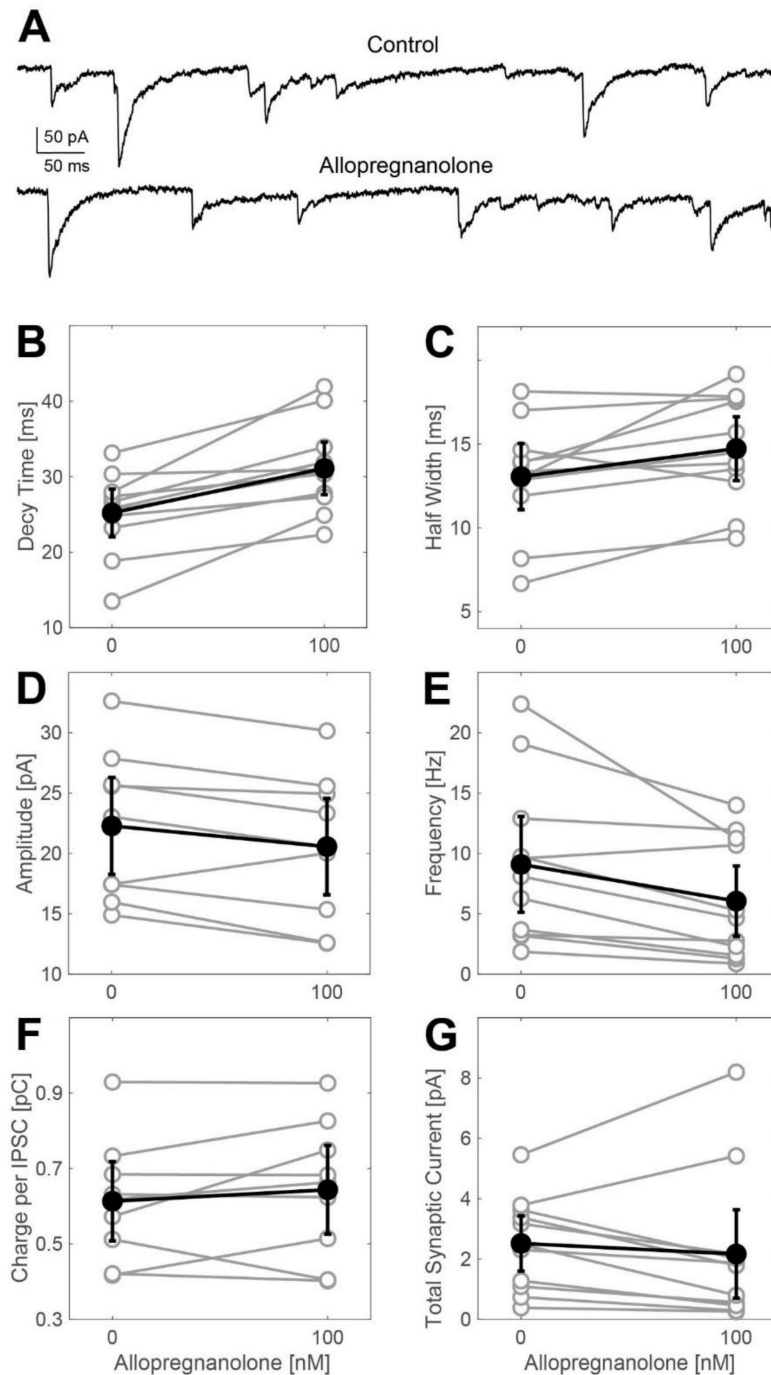 A
Control
50 pA
50 ms
Allopregnanolone
B
Decy Time [ms]
40
30
20
10
0
100
C
Half Width [ms]
15
10
5
0
100
D
Amplitude [pA]
30
25
20
15
10
0
100
E
Frequency [Hz]
20
15
10
5
0
0
100
F
Charge per IPSC [pC]
0.9
0.7
0.5
0.3
0
100
Allopregnanolone [nM]
G
Total Synaptic Current [pA]
8
6
4
2
0
0
100
Allopregnanolone [nM]